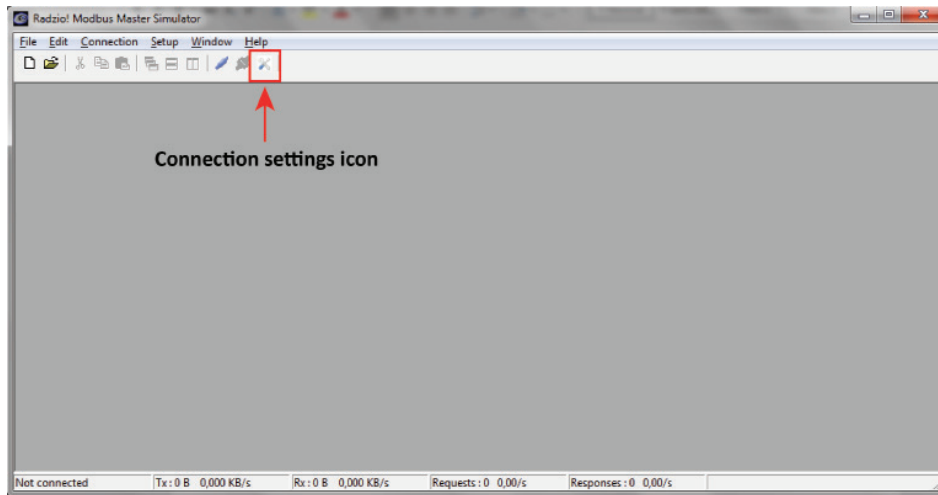 Radzio! Modbus Master Simulator
File Edit Connection Setup Window Help
Connection settings icon
Not connected Tx : 0 B 0,000 KB/s Rx : 0 B 0,000 KB/s Requests : 0 0,00/s Responses : 0 0,00/s